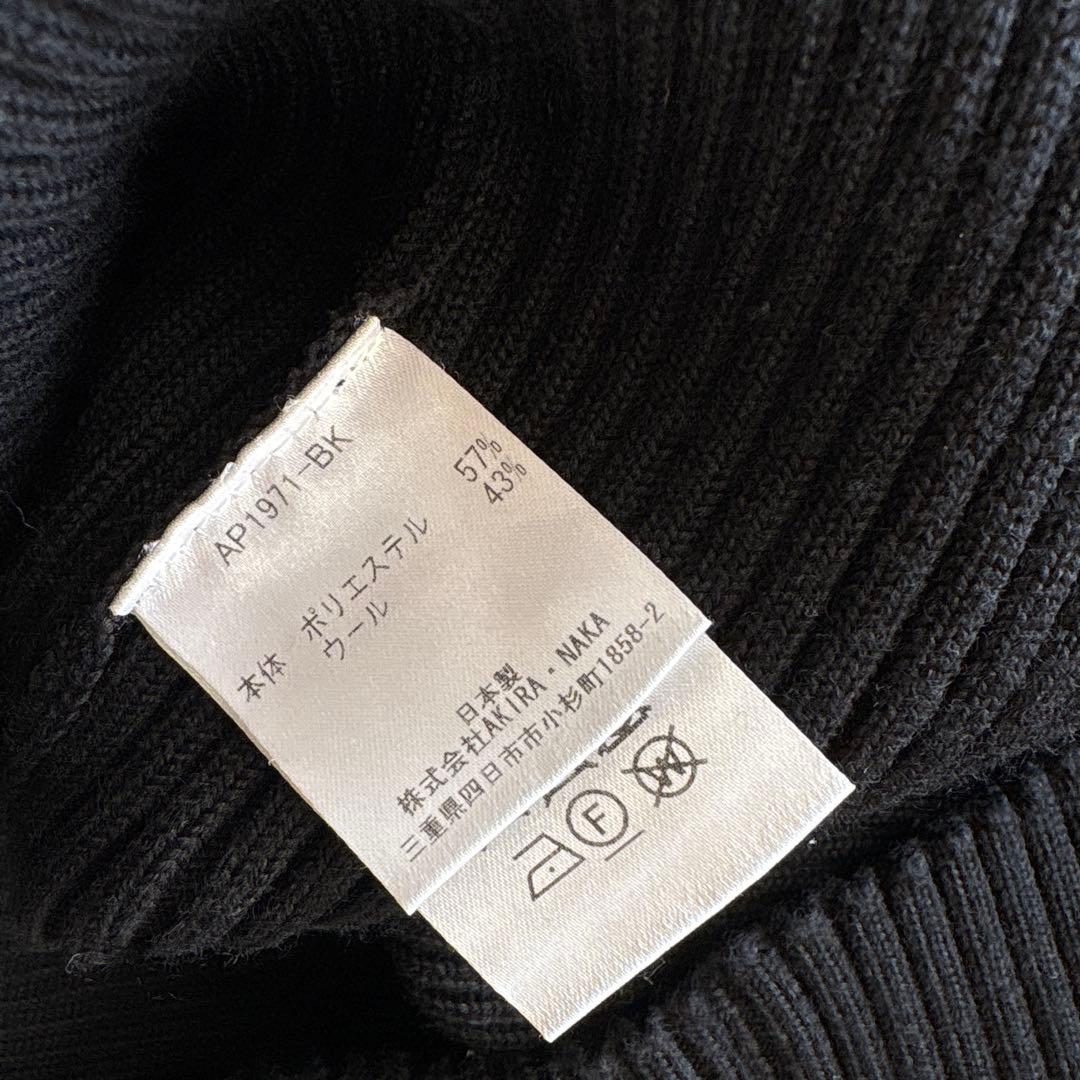 AP1971-BK
本体 ポリエステル 57%
ウール 43%
日本製
株式会社AKIRA・NAKA
三重県四日市市小杉町1858-2
F
W